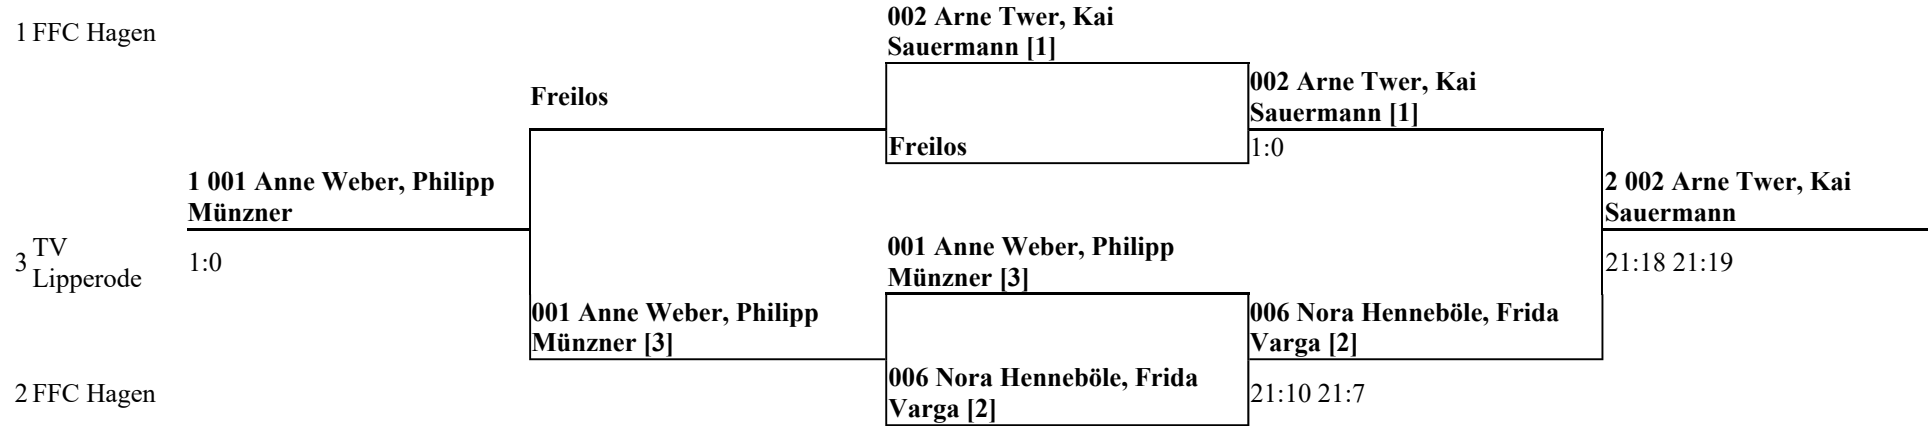 1 FFC Hagen
002 Arne Twer, Kai
Sauermann [1]
Freilos
002 Arne Twer, Kai
Sauermann [1]
Freilos
1:0
1 001 Anne Weber, Philipp
Münzner
2 002 Arne Twer, Kai
Sauermann
3 TV
Lipperode
1:0
001 Anne Weber, Philipp
Münzner [3]
21:18 21:19
001 Anne Weber, Philipp
Münzner [3]
006 Nora Henneböle, Frida
Varga [2]
2 FFC Hagen
006 Nora Henneböle, Frida
Varga [2]
21:10 21:7